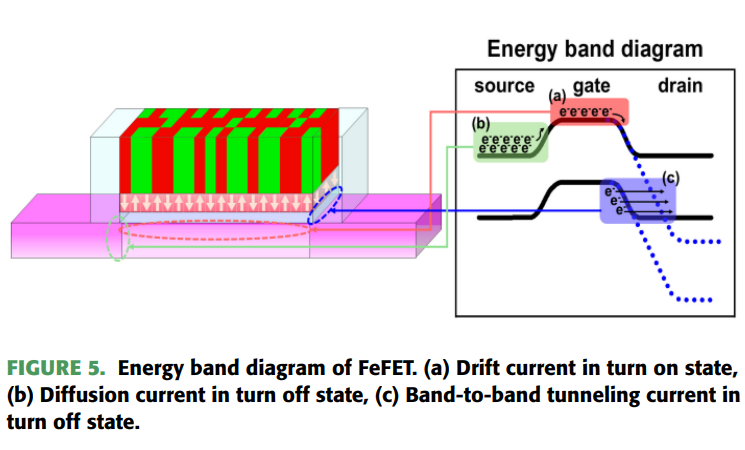 Energy band diagram
source gate drain
(a)
e⁻e⁻e⁻e⁻e⁻
(b)
e⁻e⁻e⁻e⁻e⁻
e⁻e⁻e⁻e⁻e⁻
(c)
e⁻
e⁻
e⁻
FIGURE 5. Energy band diagram of FeFET. (a) Drift current in turn on state,
(b) Diffusion current in turn off state, (c) Band-to-band tunneling current in
turn off state.